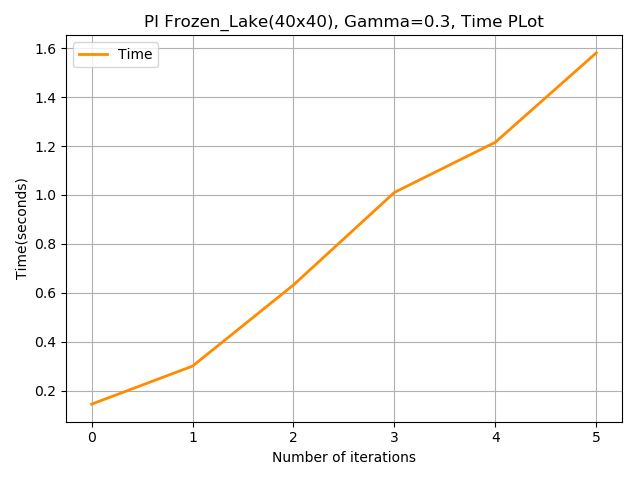 PI Frozen_Lake(40x40), Gamma=0.3, Time PLot
Time
1.6
1.4
1.2
1.0
0.8
0.6
0.4
0.2
Time(seconds)
0 1 2 3 4 5
Number of iterations